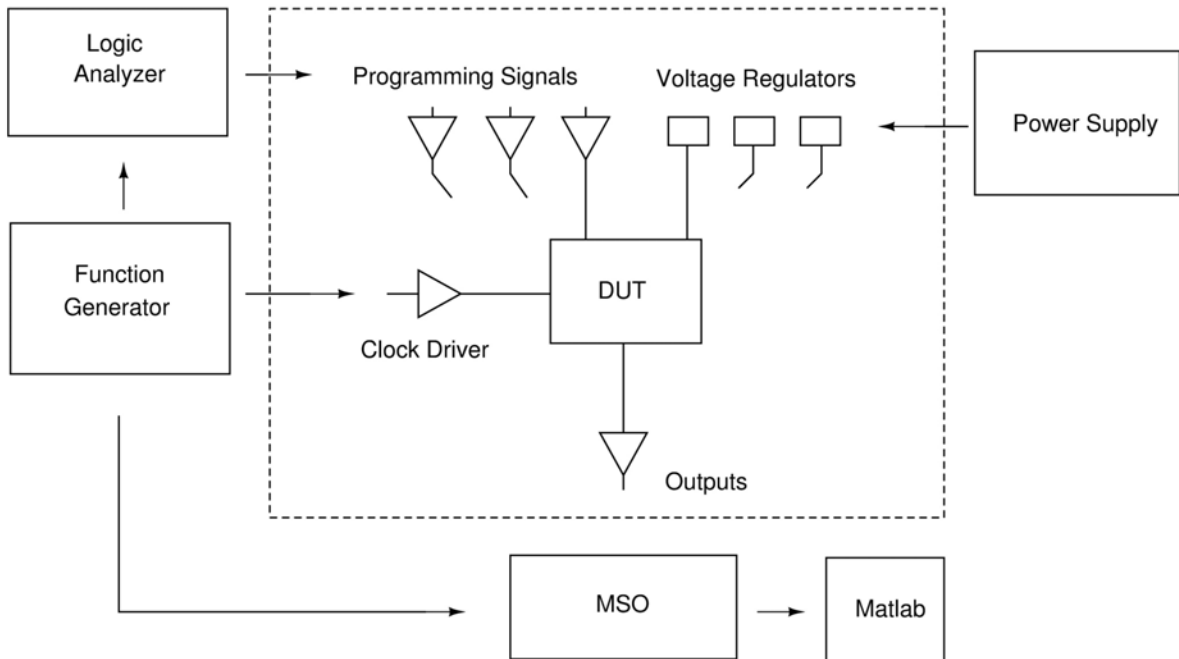 Logic
Analyzer
Programming Signals
Voltage Regulators
Power Supply
Function
Generator
DUT
Clock Driver
Outputs
MSO
Matlab